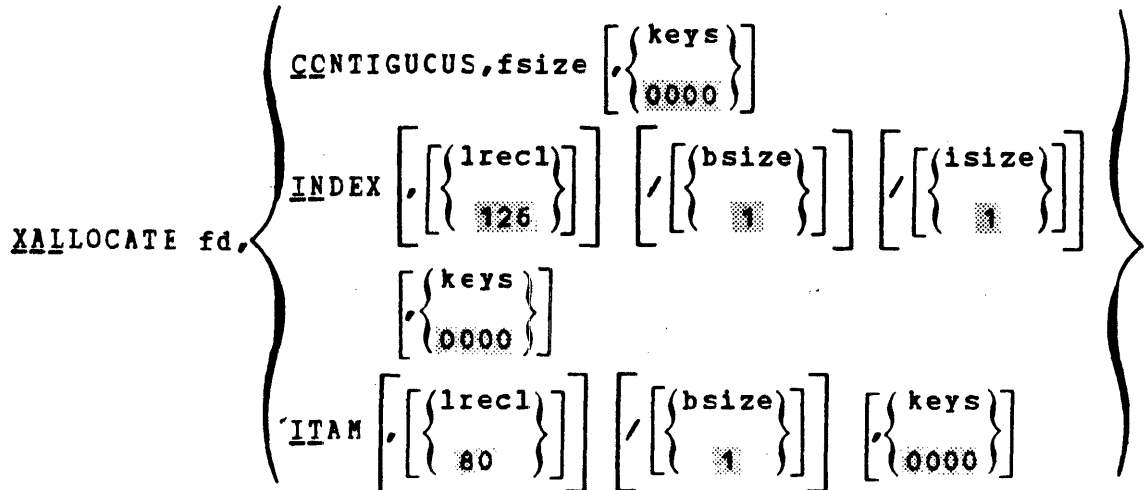 keys
CONTIGUCUS,fsize [,{ }]
0000
lrecl bsize isize
INDEX [,[{ }]] [/[{ }]] [/[{ }]]
126 1 1
XALLOCATE fd,
keys
[,{ }]
0000
lrecl bsize keys
ITAM [,[{ }]] [/[{ }]] [,{ }]
80 1 0000